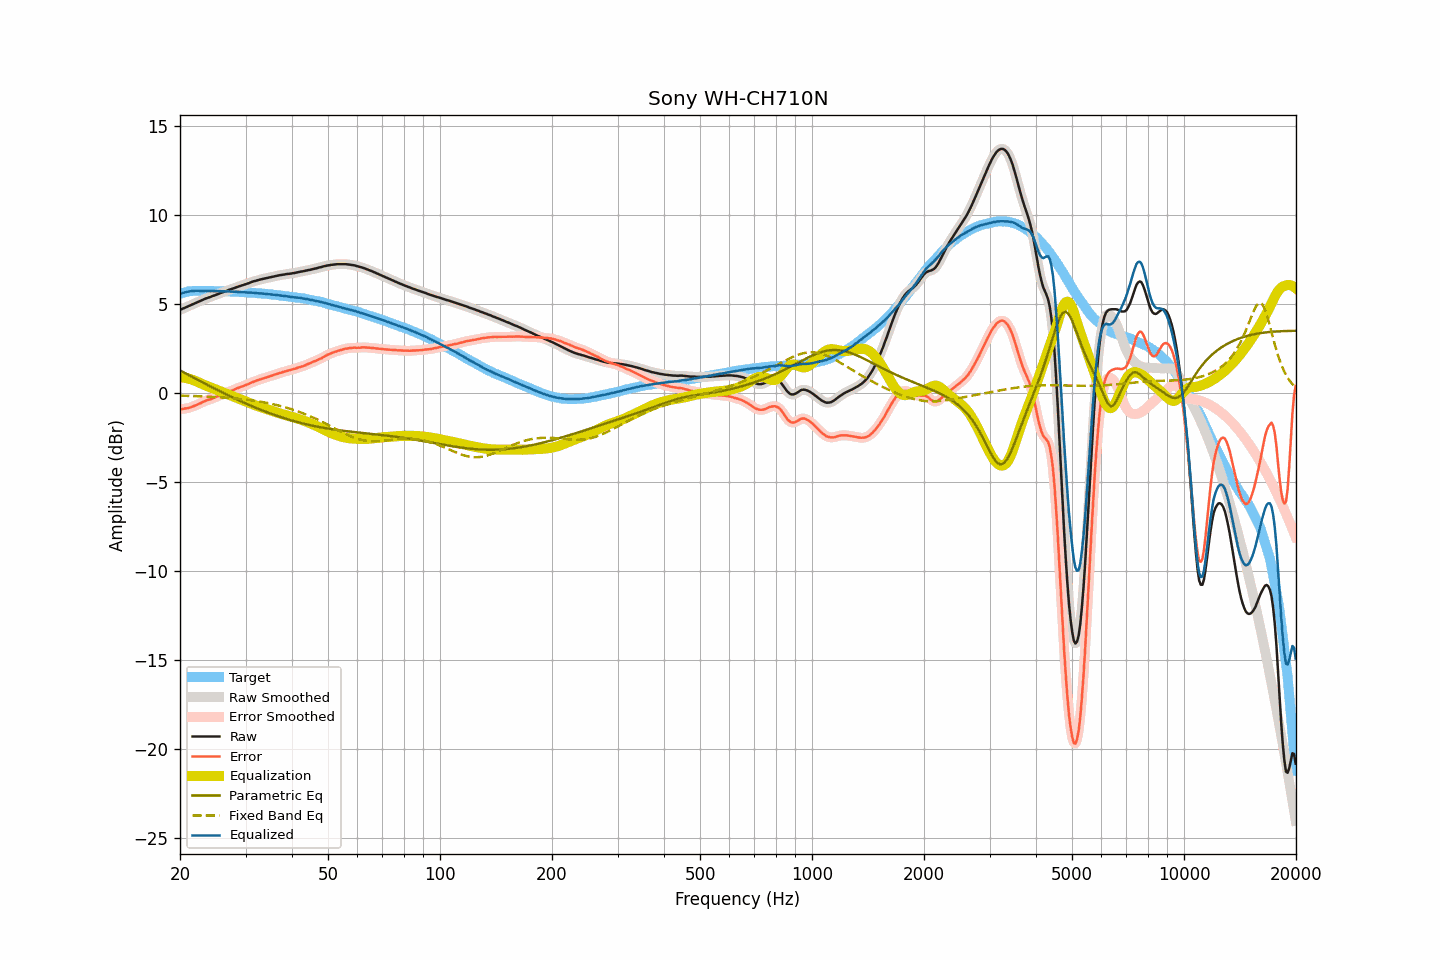 Sony WH-CH710N
15
10
5
0
−5
−10
−15
−20
−25
Amplitude (dBr)
Target
Raw Smoothed
Error Smoothed
Raw
Error
Equalization
Parametric Eq
Fixed Band Eq
Equalized
20 50 100 200 500 1000 2000 5000 10000 20000
Frequency (Hz)